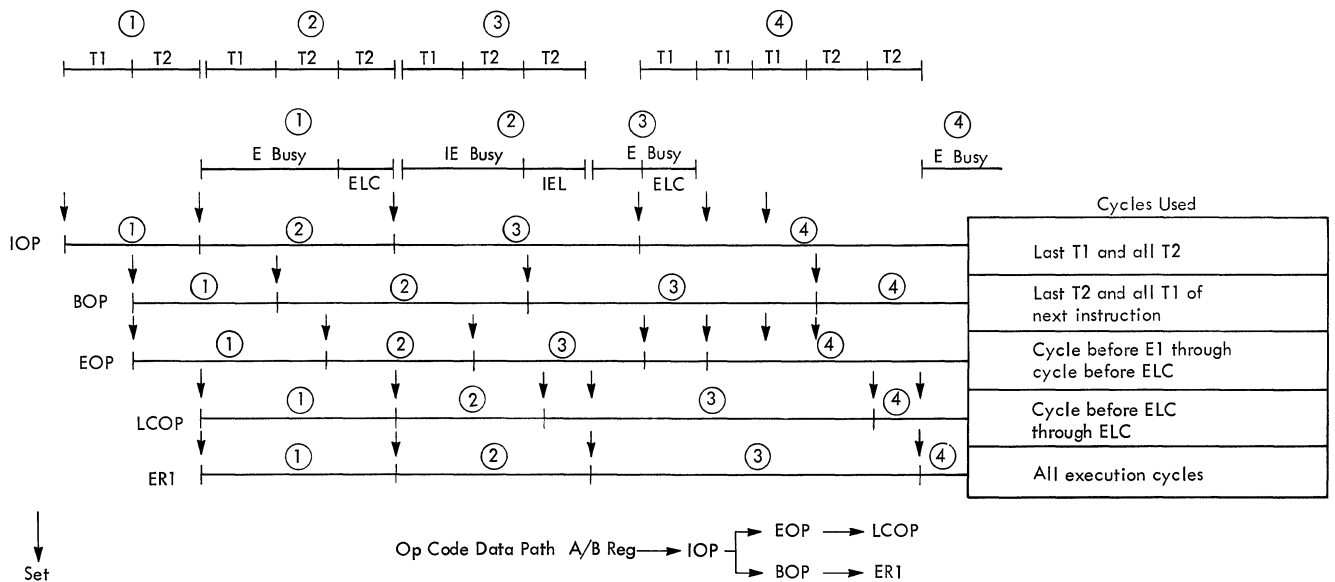 ① ② ③ ④
T1 T2 T1 T2 T2 T1 T2 T2 T1 T1 T1 T2 T2
① ② ③ ④
E Busy IE Busy E Busy E Busy
ELC IEL ELC
Cycles Used
IOP ① ② ③ ④ Last T1 and all T2
BOP ① ② ③ ④ Last T2 and all T1 of
next instruction
EOP ① ② ③ ④ Cycle before E1 through
cycle before ELC
LCOP ① ② ③ ④ Cycle before ELC
through ELC
ER1 ① ② ③ ④ All execution cycles
Set
Op Code Data Path A/B Reg IOP
EOP LCOP
BOP ER1